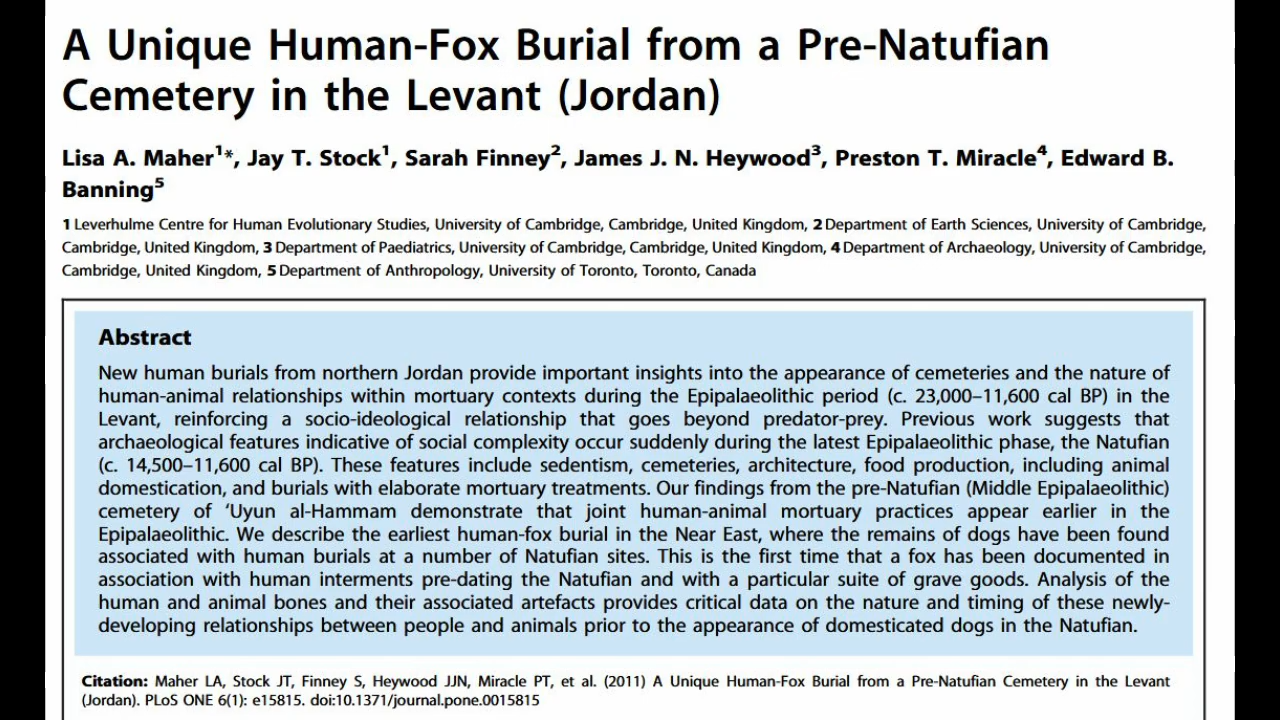 A Unique Human-Fox Burial from a Pre-Natufian
Cemetery in the Levant (Jordan)
Lisa A. Maher1*, Jay T. Stock1, Sarah Finney2, James J. N. Heywood3, Preston T. Miracle4, Edward B.
Banning5
1 Leverhulme Centre for Human Evolutionary Studies, University of Cambridge, Cambridge, United Kingdom, 2 Department of Earth Sciences, University of Cambridge,
Cambridge, United Kingdom, 3 Department of Paediatrics, University of Cambridge, Cambridge, United Kingdom, 4 Department of Archaeology, University of Cambridge,
Cambridge, United Kingdom, 5 Department of Anthropology, University of Toronto, Toronto, Canada
Abstract
New human burials from northern Jordan provide important insights into the appearance of cemeteries and the nature of
human-animal relationships within mortuary contexts during the Epipalaeolithic period (c. 23,000–11,600 cal BP) in the
Levant, reinforcing a socio-ideological relationship that goes beyond predator-prey. Previous work suggests that
archaeological features indicative of social complexity occur suddenly during the latest Epipalaeolithic phase, the Natufian
(c. 14,500–11,600 cal BP). These features include sedentism, cemeteries, architecture, food production, including animal
domestication, and burials with elaborate mortuary treatments. Our findings from the pre-Natufian (Middle Epipalaeolithic)
cemetery of ‘Uyun al-Hammam demonstrate that joint human-animal mortuary practices appear earlier in the
Epipalaeolithic. We describe the earliest human-fox burial in the Near East, where the remains of dogs have been found
associated with human burials at a number of Natufian sites. This is the first time that a fox has been documented in
association with human interments pre-dating the Natufian and with a particular suite of grave goods. Analysis of the
human and animal bones and their associated artefacts provides critical data on the nature and timing of these newly-
developing relationships between people and animals prior to the appearance of domesticated dogs in the Natufian.
Citation: Maher LA, Stock JT, Finney S, Heywood JJN, Miracle PT, et al. (2011) A Unique Human-Fox Burial from a Pre-Natufian Cemetery in the Levant
(Jordan). PLoS ONE 6(1): e15815. doi:10.1371/journal.pone.0015815